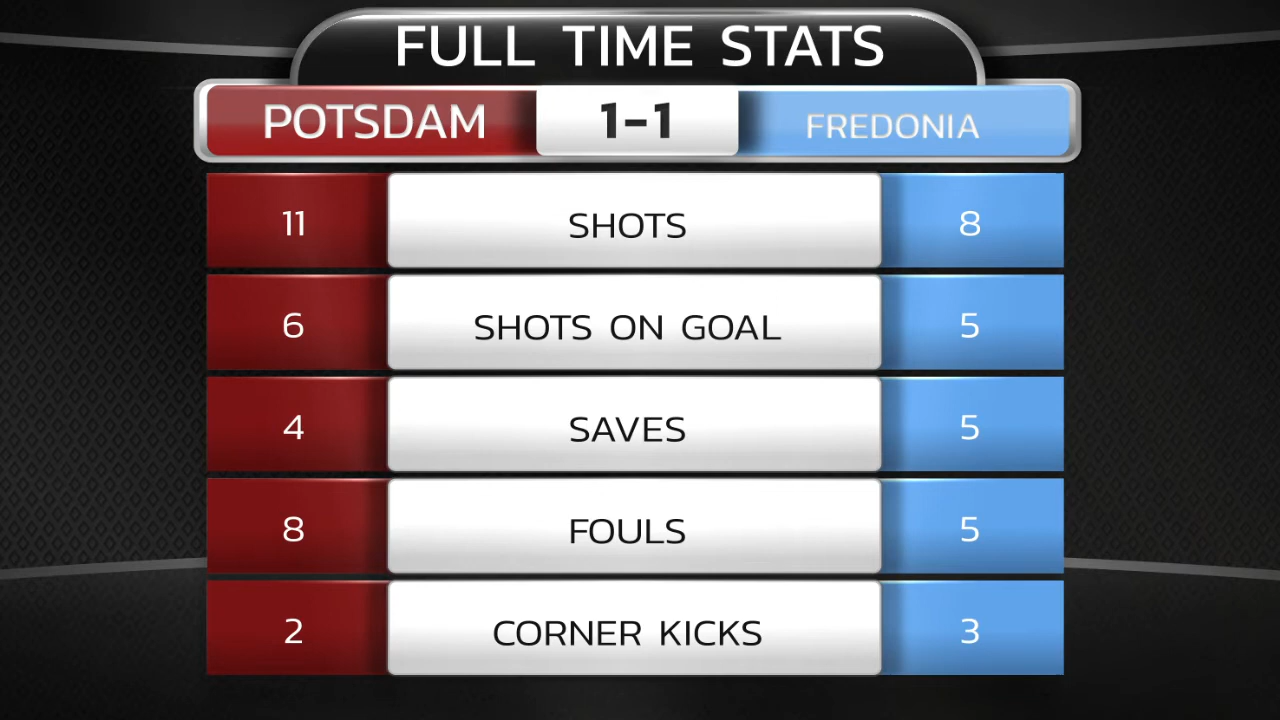 FULL TIME STATS
POTSDAM 1-1 FREDONIA
11 SHOTS 8
6 SHOTS ON GOAL 5
4 SAVES 5
8 FOULS 5
2 CORNER KICKS 3